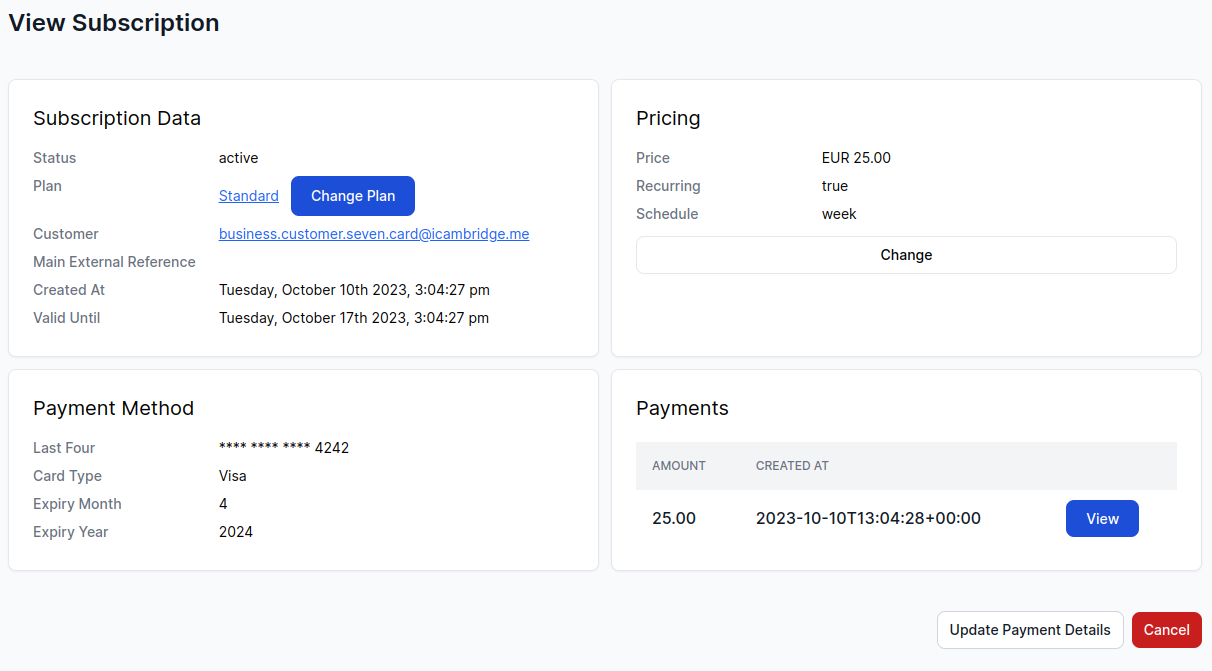 View Subscription
Subscription Data
Status active
Plan Standard Change Plan
Customer business.customer.seven.card@icambridge.me
Main External Reference
Created At Tuesday, October 10th 2023, 3:04:27 pm
Valid Until Tuesday, October 17th 2023, 3:04:27 pm
Pricing
Price EUR 25.00
Recurring true
Schedule week
Change
Payment Method
Last Four **** **** **** 4242
Card Type Visa
Expiry Month 4
Expiry Year 2024
Payments
AMOUNT CREATED AT
25.00 2023-10-10T13:04:28+00:00 View
Update Payment Details Cancel